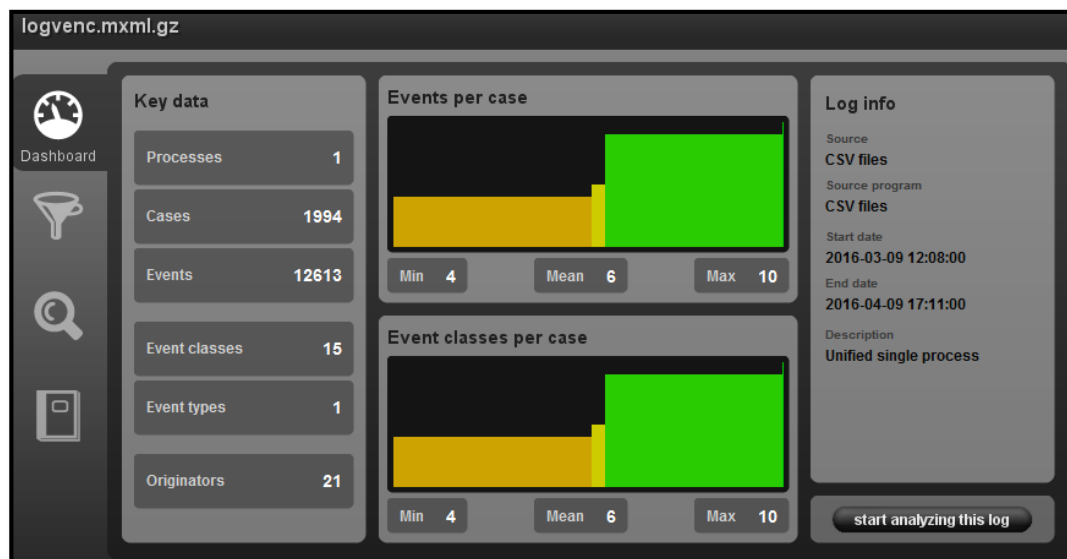 logvenc.mxml.gz
Dashboard
Key data
Processes 1
Cases 1994
Events 12613
Event classes 15
Event types 1
Originators 21
Events per case
Min 4 Mean 6 Max 10
Event classes per case
Min 4 Mean 6 Max 10
Log info
Source
CSV files
Source program
CSV files
Start date
2016-03-09 12:08:00
End date
2016-04-09 17:11:00
Description
Unified single process
start analyzing this log